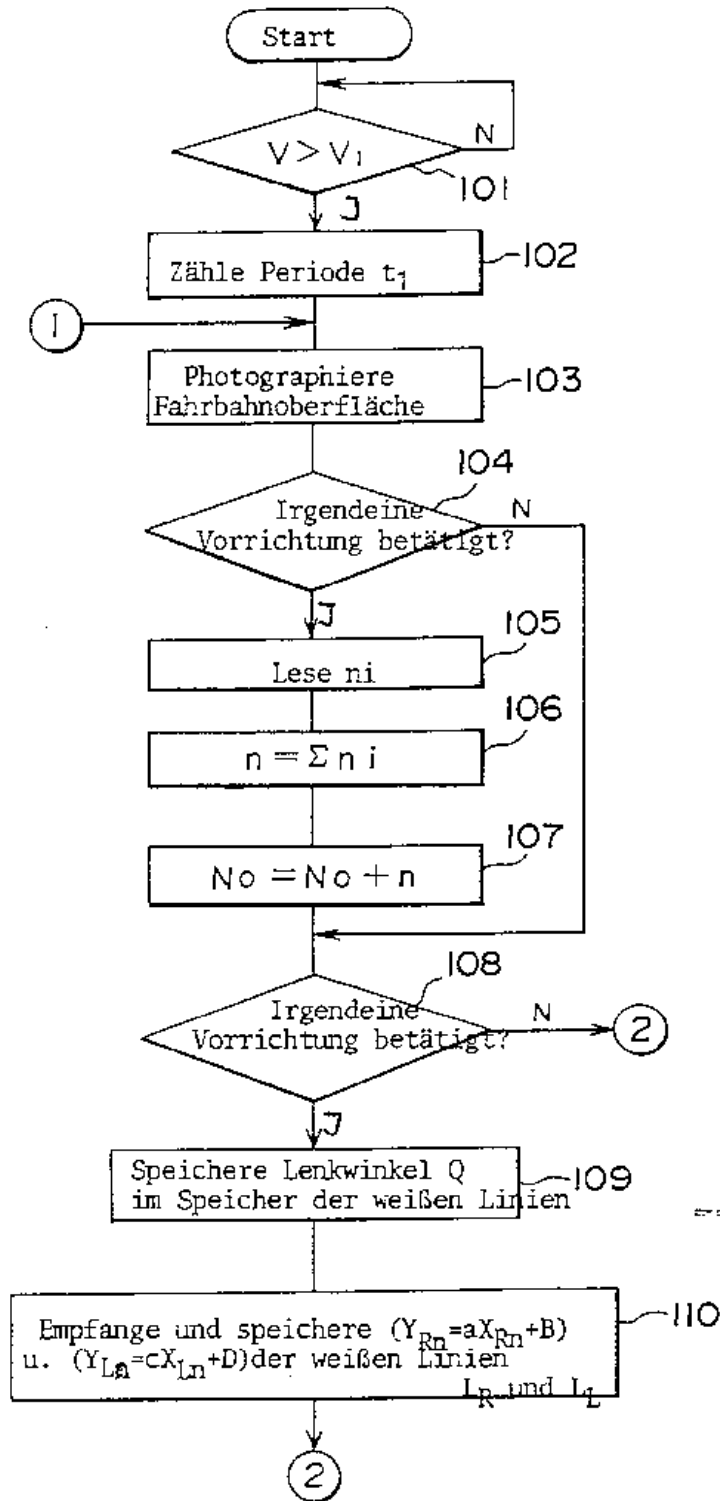 Start
N
V > V1
101
J
102
Zähle Periode t1
1
Photographiere
Fahrbahnoberfläche
103
104
Irgendeine
Vorrichtung betätigt?
N
J
105
Lese ni
106
n = Σ n i
107
No = No + n
108
Irgendeine
Vorrichtung betätigt?
N
2
J
Speichere Lenkwinkel Q
im Speicher der weißen Linien
109
110
Empfange und speichere (YRn=aXRn+B)
u. (YLn=cXLn+D)der weißen Linien
LR und LL
2